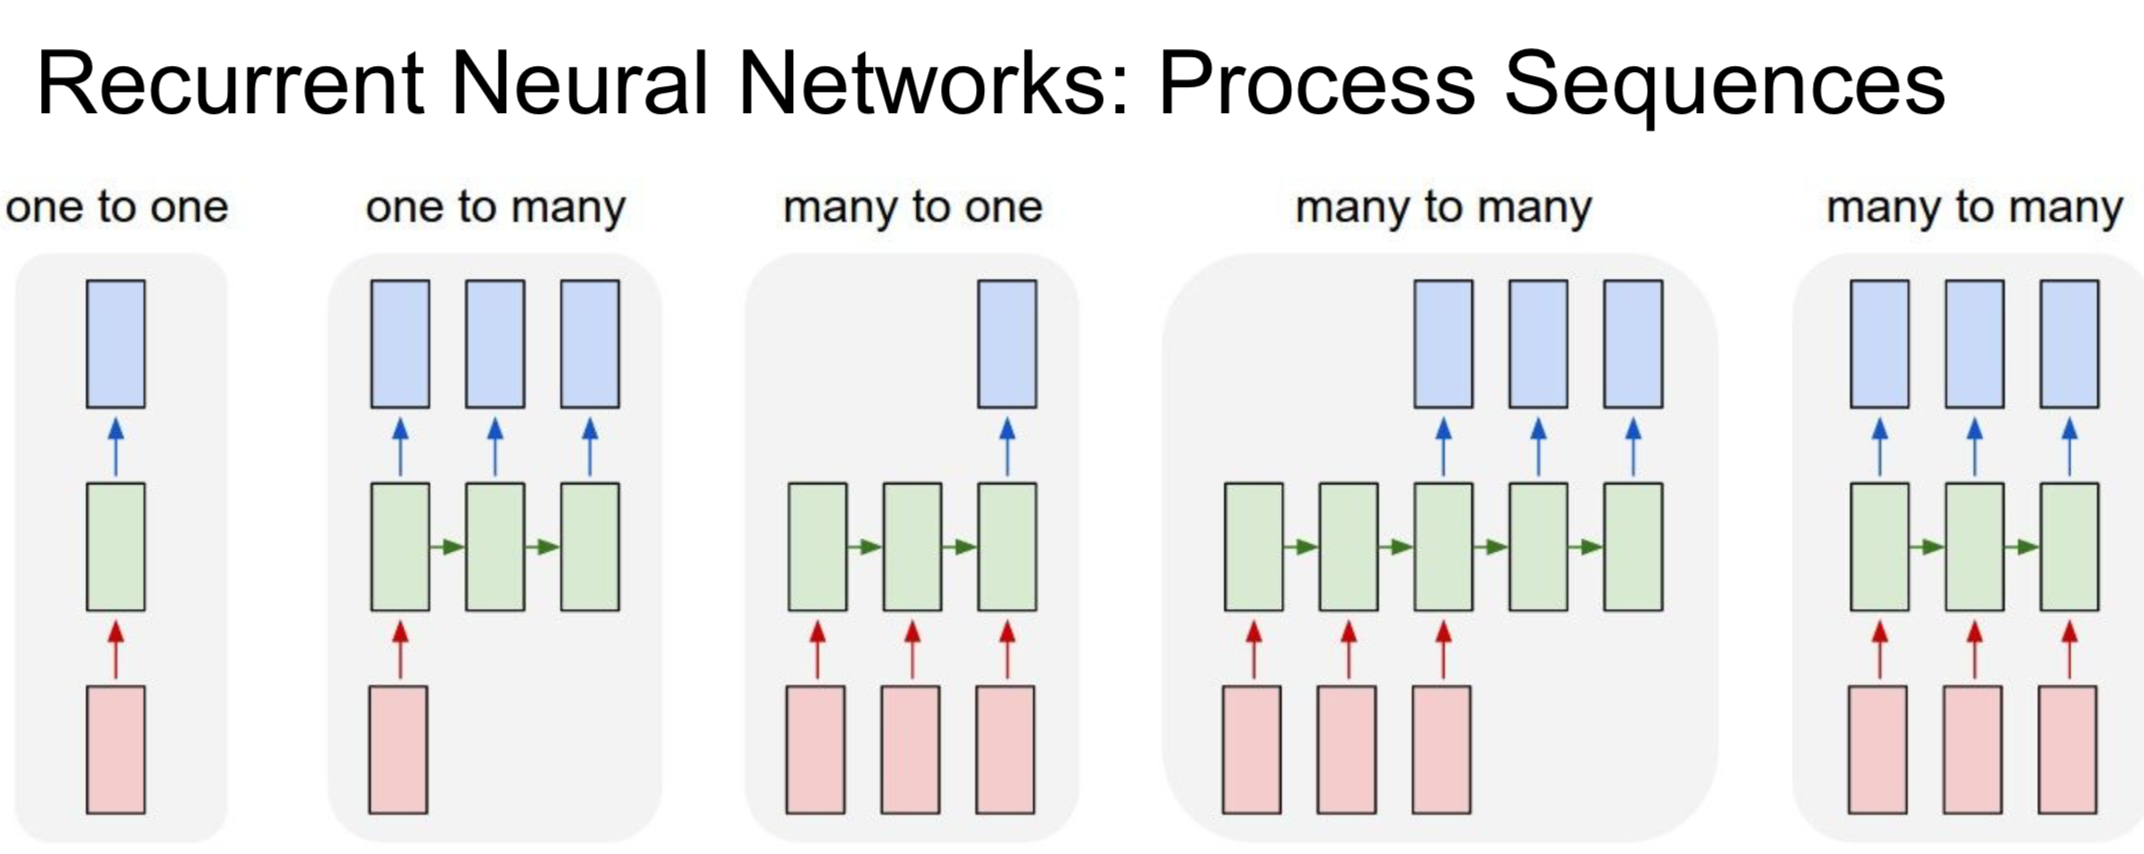 Recurrent Neural Networks: Process Sequences
one to one
one to many
many to one
many to many
many to many